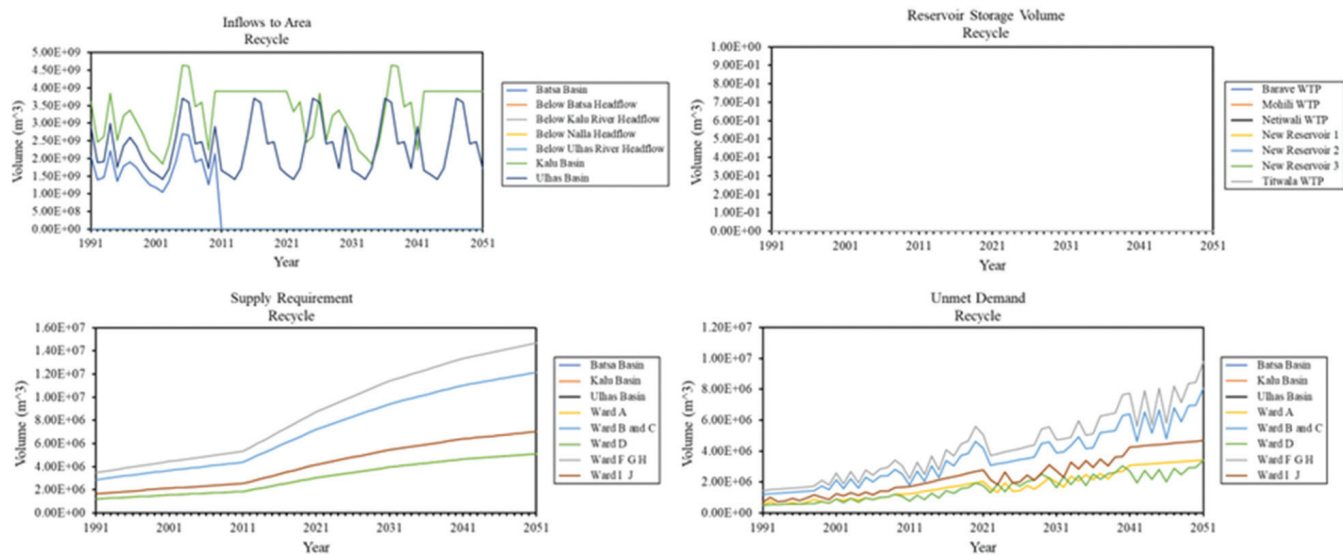 Inflows to Area
Recycle
Volume (m^3)
5.00E+09
4.50E+09
4.00E+09
3.50E+09
3.00E+09
2.50E+09
2.00E+09
1.50E+09
1.00E+09
5.00E+08
0.00E+00
1991
2001
2011
2021
2031
2041
2051
Year
Batsa Basin
Below Batsa Headflow
Below Kalu River Headflow
Below Nalla Headflow
Below Ulhas River Headflow
Kalu Basin
Ulhas Basin
Reservoir Storage Volume
Recycle
Volume (m^3)
1.00E+00
9.00E-01
8.00E-01
7.00E-01
6.00E-01
5.00E-01
4.00E-01
3.00E-01
2.00E-01
1.00E-01
0.00E+00
1991
2001
2011
2021
2031
2041
2051
Year
Barave WTP
Mohili WTP
Netiwali WTP
New Reservoir 1
New Reservoir 2
New Reservoir 3
Titwala WTP
Supply Requirement
Recycle
Volume (m^3)
1.60E+07
1.40E+07
1.20E+07
1.00E+07
8.00E+06
6.00E+06
4.00E+06
2.00E+06
0.00E+00
1991
2001
2011
2021
2031
2041
2051
Year
Batsa Basin
Kalu Basin
Ulhas Basin
Ward A
Ward B and C
Ward D
Ward F G H
Ward I J
Unmet Demand
Recycle
Volume (m^3)
1.20E+07
1.00E+07
8.00E+06
6.00E+06
4.00E+06
2.00E+06
0.00E+00
1991
2001
2011
2021
2031
2041
2051
Year
Batsa Basin
Kalu Basin
Ulhas Basin
Ward A
Ward B and C
Ward D
Ward F G H
Ward I J